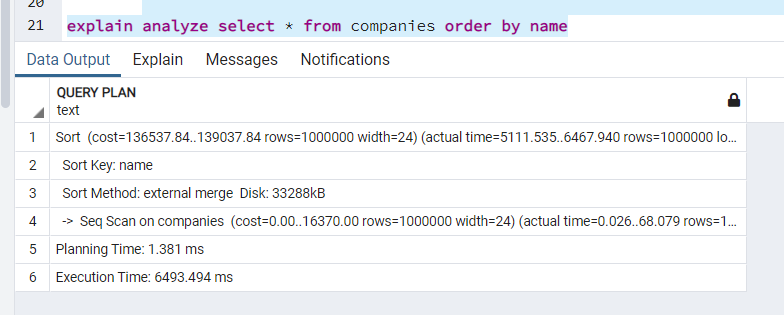 20
21 explain analyze select * from companies order by name
Data Output Explain Messages Notifications
QUERY PLAN
text
1 Sort (cost=136537.84..139037.84 rows=1000000 width=24) (actual time=5111.535..6467.940 rows=1000000 lo...
2 Sort Key: name
3 Sort Method: external merge Disk: 33288kB
4 -> Seq Scan on companies (cost=0.00..16370.00 rows=1000000 width=24) (actual time=0.026..68.079 rows=1...
5 Planning Time: 1.381 ms
6 Execution Time: 6493.494 ms